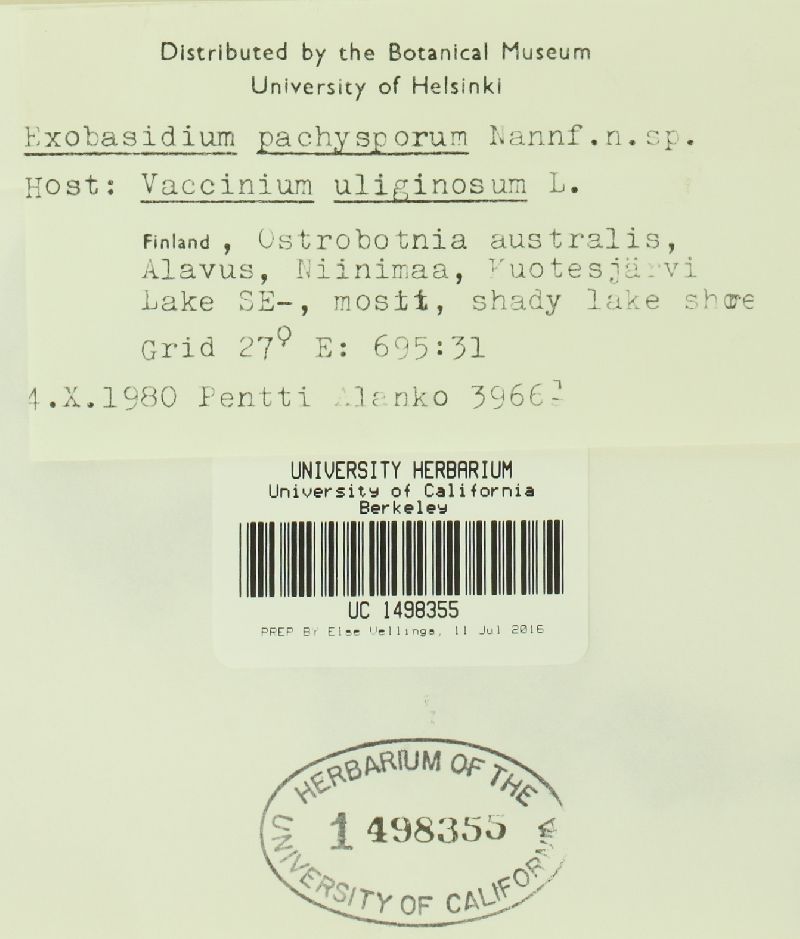 Distributed by the Botanical Museum
University of Helsinki
Exobasidium pachysporum Nannf.n.sp.
Host: Vaccinium uliginosum L.
Finland, Ostrobotnia australis,
Alavus, Niinimaa, Kuotesjärvi
Lake SE-, mostt, shady lake shore
Grid 27° E: 695:31
4.X.1980 Pentti Alanko 39661
UNIVERSITY HERBARIUM
University of California
Berkeley
UC 1498355
PREP BY Else Vellinga, 11 Jul 2016
HERBARIUM OF THE
1498355
UNIVERSITY OF CALIFORNIA